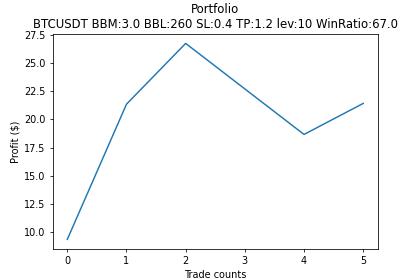 Portfolio
BTCUSDT BBM:3.0 BBL:260 SL:0.4 TP:1.2 lev:10 WinRatio:67.0
27.5
25.0
22.5
20.0
17.5
15.0
12.5
10.0
Profit ($)
0 1 2 3 4 5
Trade counts